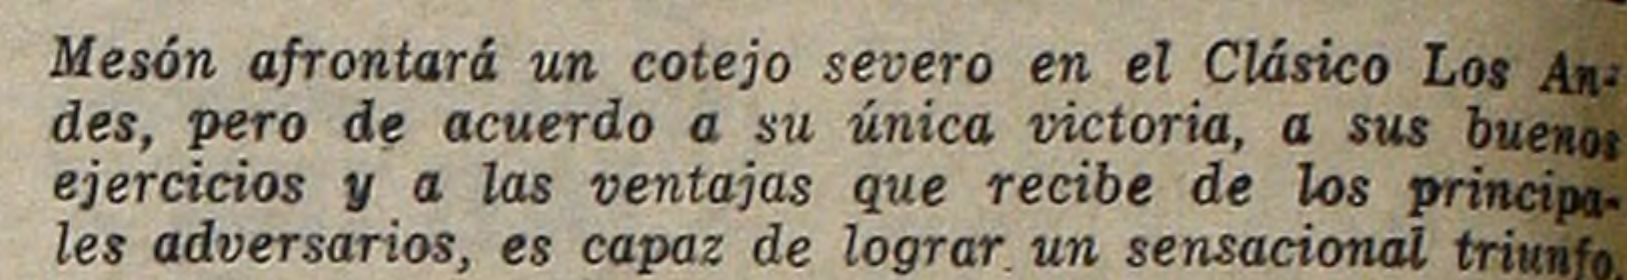 Mesón afrontará un cotejo severo en el Clásico Los An-
des, pero de acuerdo a su única victoria, a sus buenos
ejercicios y a las ventajas que recibe de los principa-
les adversarios, es capaz de lograr un sensacional triunfo.